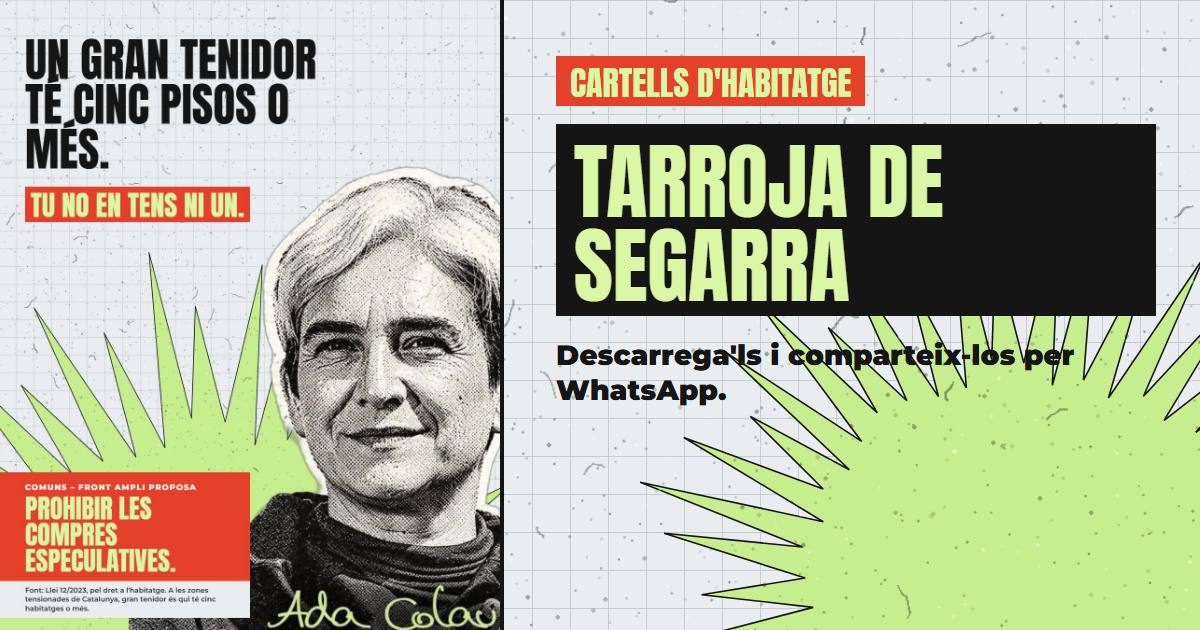 UN GRAN TENIDOR
TÉ CINC PISOS O
MÉS.
TU NO EN TENS NI UN.
COMUNS – FRONT AMPLI PROPOSA
PROHIBIR LES
COMPRES
ESPECULATIVES.
Font: Llei 12/2023, pel dret a l'habitatge. A les zones
tensionades de Catalunya, gran tenidor és qui té cinc
habitatges o més.
Ada Colau
CARTELLS D'HABITATGE
TARROJA DE
SEGARRA
Descarrega'ls i comparteix-los per
WhatsApp.